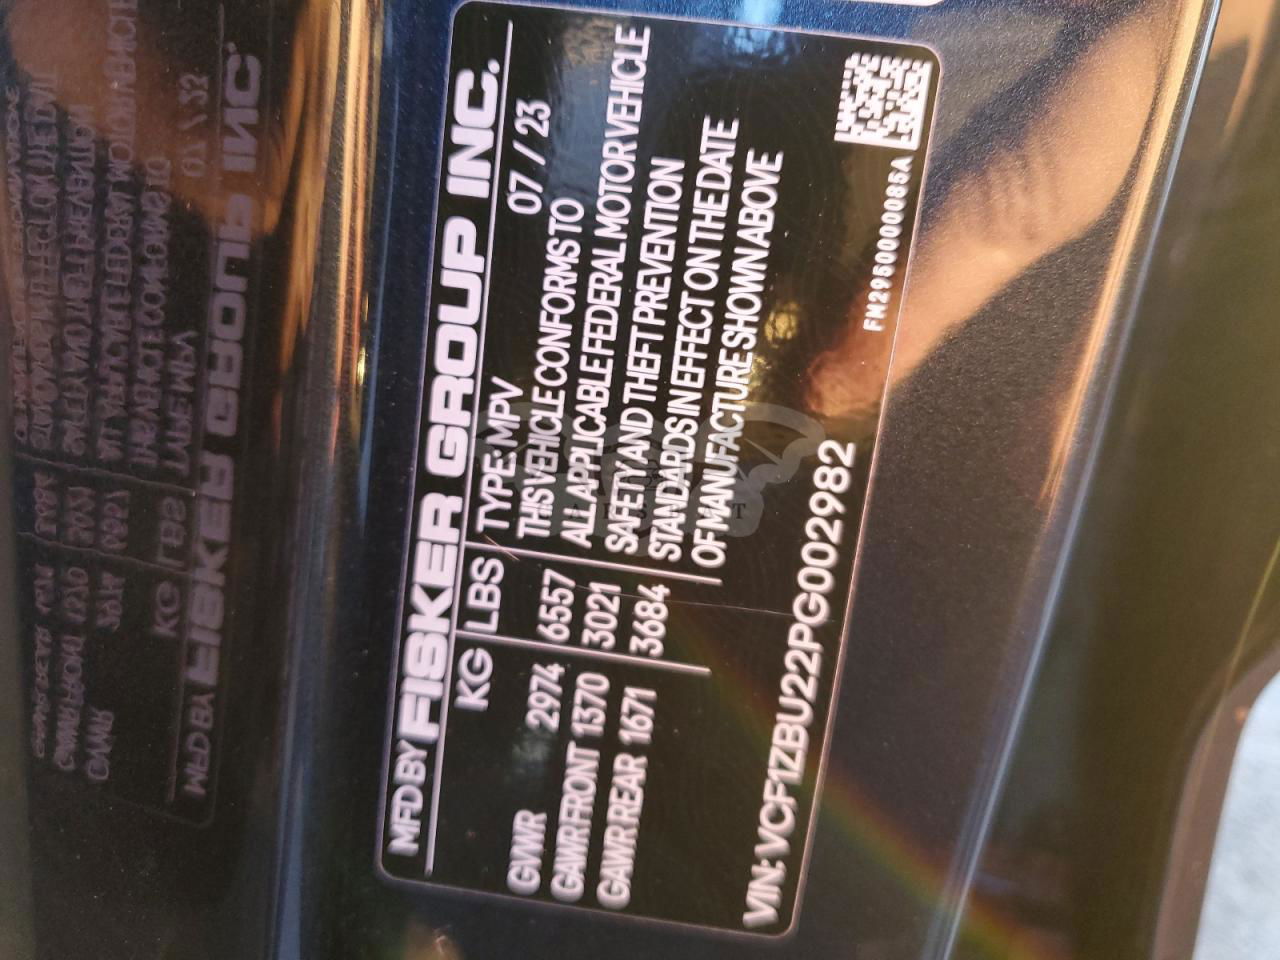 MFD BY FISKER GROUP INC.
KG LBS TYPE: MPV 07 / 23
GVWR 2974 6557 THIS VEHICLE CONFORMS TO
GAWR FRONT 1370 3021 ALL APPLICABLE FEDERAL MOTOR VEHICLE
GAWR REAR 1671 3684 SAFETY AND THEFT PREVENTION
STANDARDS IN EFFECT ON THE DATE
OF MANUFACTURE SHOWN ABOVE
VIN: VCF1ZBU22PG002982
FM2950000085A